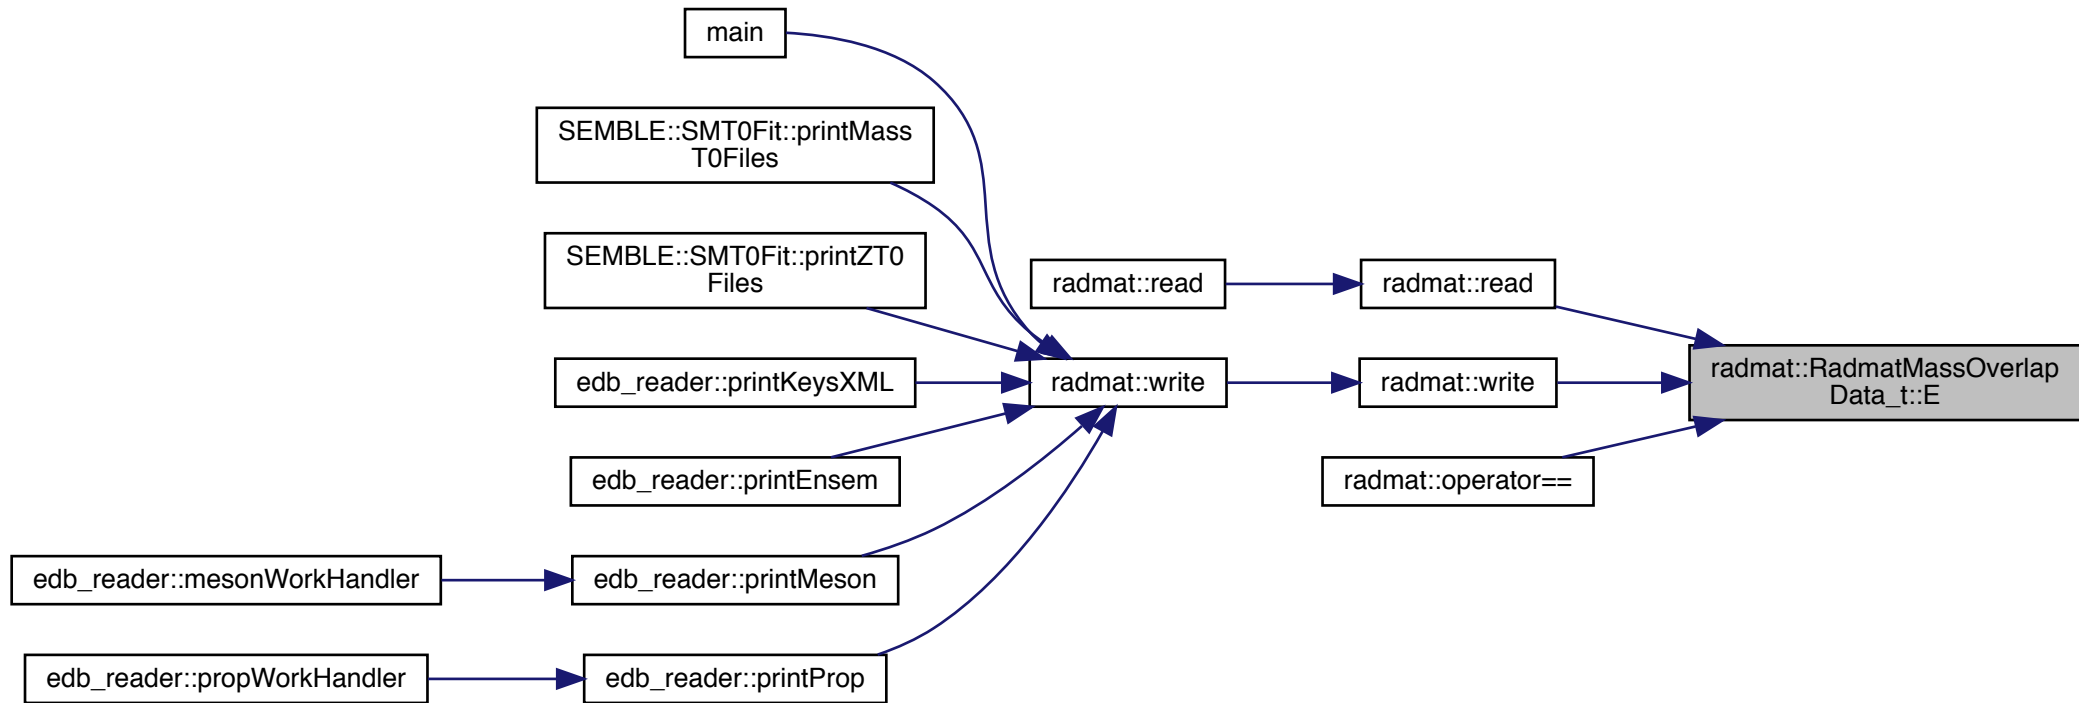 main
SEMBLE::SMT0Fit::printMass
T0Files
SEMBLE::SMT0Fit::printZT0
Files
radmat::read
radmat::read
edb_reader::printKeysXML
radmat::write
radmat::write
radmat::RadmatMassOverlap
Data_t::E
edb_reader::printEnsem
radmat::operator==
edb_reader::mesonWorkHandler
edb_reader::printMeson
edb_reader::propWorkHandler
edb_reader::printProp